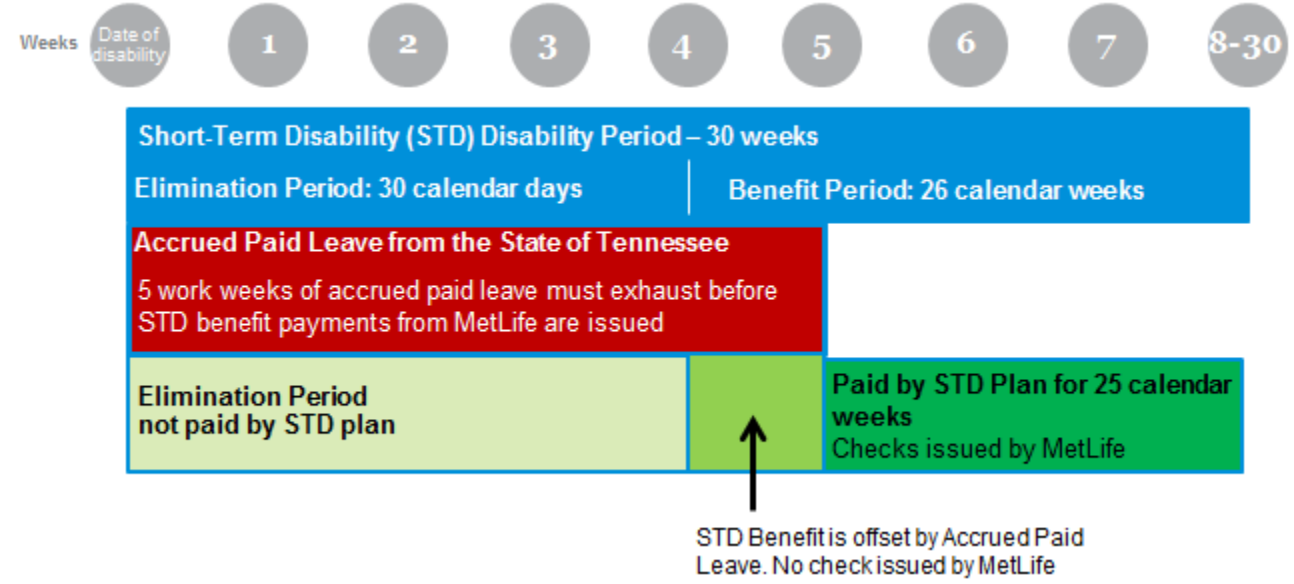 Weeks
Date of
disability
1
2
3
4
5
6
7
8-30
Short-Term Disability (STD) Disability Period – 30 weeks
Elimination Period: 30 calendar days
Benefit Period: 26 calendar weeks
Accrued Paid Leave from the State of Tennessee
5 work weeks of accrued paid leave must exhaust before
STD benefit payments from MetLife are issued
Elimination Period
not paid by STD plan
Paid by STD Plan for 25 calendar
weeks
Checks issued by MetLife
STD Benefit is offset by Accrued Paid
Leave. No check issued by MetLife